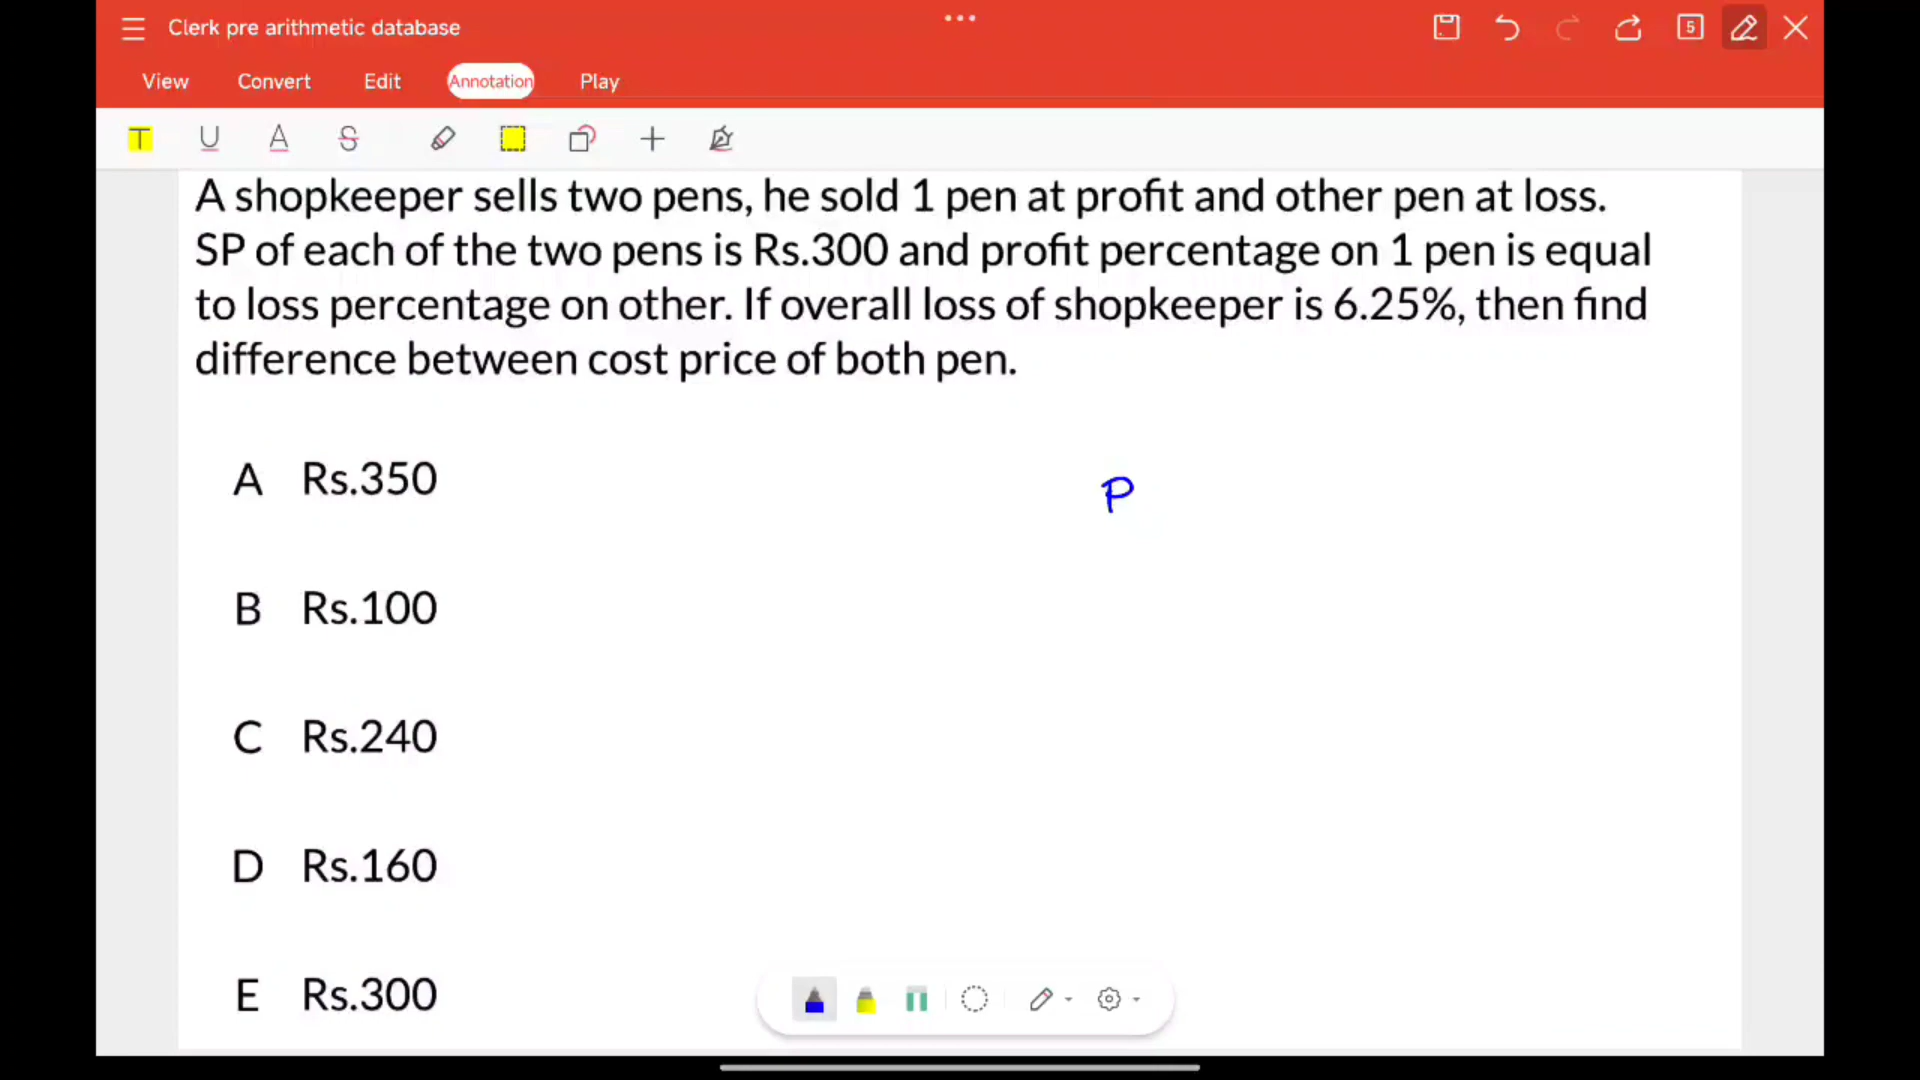 Clerk pre arithmetic database
5
View Convert Edit Annotation Play
T U A S
A shopkeeper sells two pens, he sold 1 pen at profit and other pen at loss.
SP of each of the two pens is Rs.300 and profit percentage on 1 pen is equal
to loss percentage on other. If overall loss of shopkeeper is 6.25%, then find
difference between cost price of both pen.
A Rs.350
P
B Rs.100
C Rs.240
D Rs.160
E Rs.300